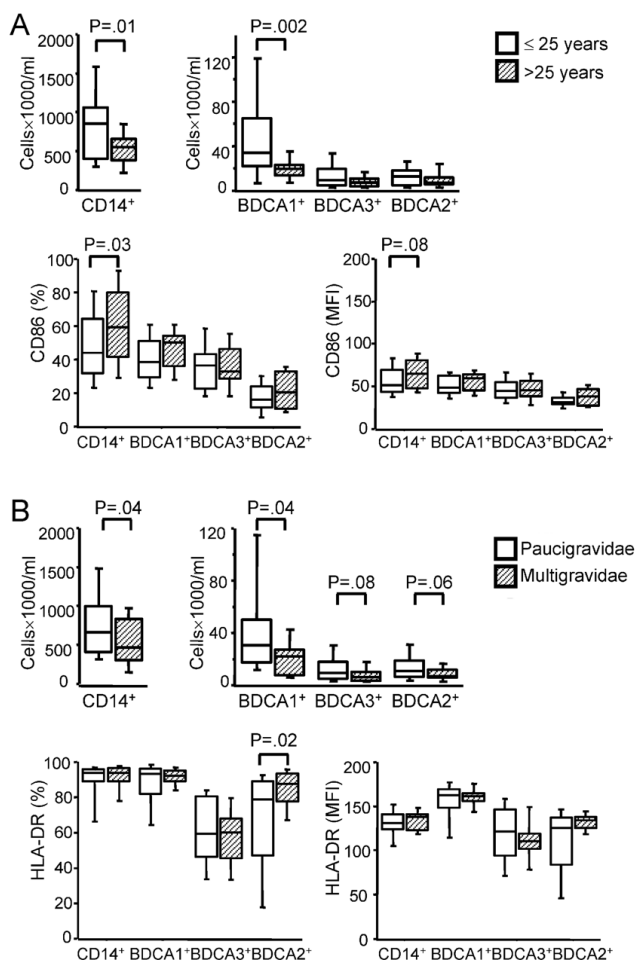 A
P=.01
2000
1500
1000
500
0
Cells×1000/ml
CD14+
P=.002
120
80
40
0
Cells×1000/ml
BDCA1+ BDCA3+ BDCA2+
≤ 25 years
>25 years
P=.03
100
80
60
40
20
0
CD86 (%)
CD14+ BDCA1+ BDCA3+ BDCA2+
P=.08
200
150
100
50
0
CD86 (MFI)
CD14+ BDCA1+ BDCA3+ BDCA2+
B
P=.04
2000
1500
1000
500
0
Cells×1000/ml
CD14+
P=.04
P=.08
P=.06
120
80
40
0
Cells×1000/ml
BDCA1+ BDCA3+ BDCA2+
Paucigravidae
Multigravidae
P=.02
100
80
60
40
20
0
HLA-DR (%)
CD14+ BDCA1+ BDCA3+ BDCA2+
200
150
100
50
0
HLA-DR (MFI)
CD14+ BDCA1+ BDCA3+ BDCA2+